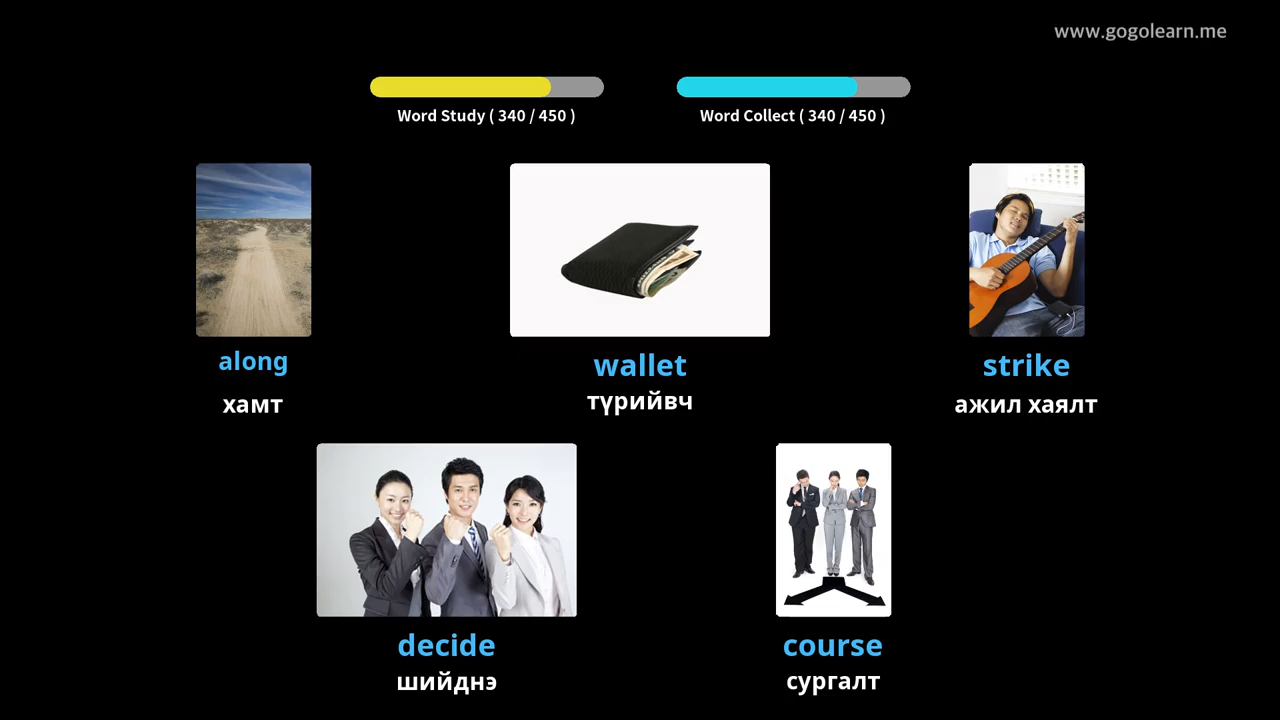 www.gogolearn.me
Word Study ( 340 / 450 )
Word Collect ( 340 / 450 )
along
хамт
wallet
түрийвч
strike
ажил хаялт
decide
шийднэ
course
сургалт